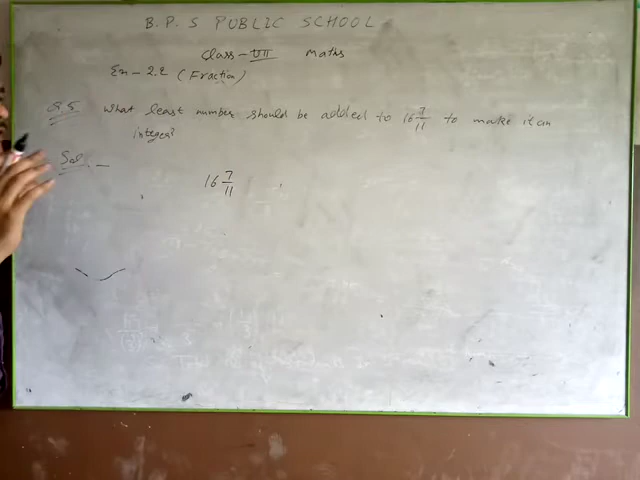 B. P. S PUBLIC SCHOOL
Class - VII Maths
Ex - 2.2 (Fraction)
Q.5 What least number should be added to 16 7/11 to make it an
integer?
Sol. -
16 7/11